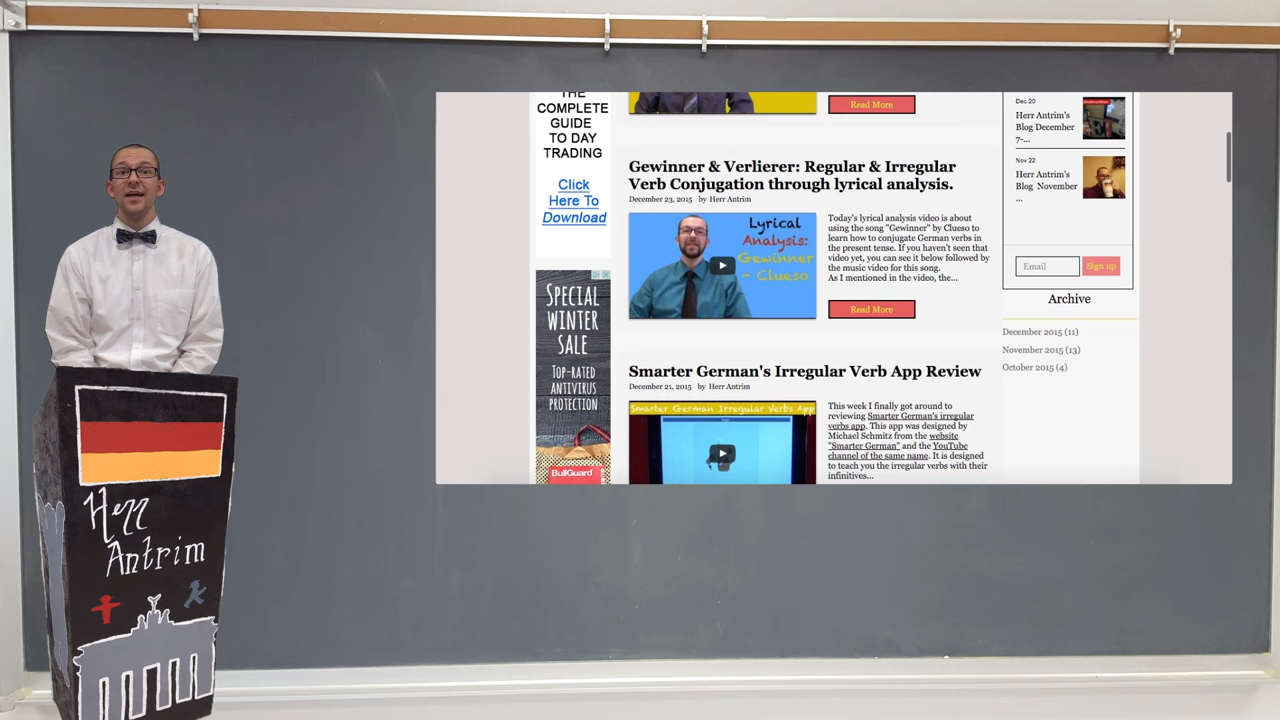 Herr
Antrim
THE
COMPLETE
GUIDE
TO DAY
TRADING
Click
Here To
Download
SPECIAL
WINTER
SALE
TOP-RATED
ANTIVIRUS
PROTECTION
BullGuard
Read More
Gewinner & Verlierer: Regular & Irregular
Verb Conjugation through lyrical analysis.
December 23, 2015 by Herr Antrim
Lyrical
Analysis:
Gewinner
- Clueso
Today's lyrical analysis video is about
using the song "Gewinner" by Clueso to
learn how to conjugate German verbs in
the present tense. If you haven't seen that
video yet, you can see it below followed by
the music video for this song.
As I mentioned in the video, the...
Read More
Smarter German's Irregular Verb App Review
December 21, 2015 by Herr Antrim
Smarter German Irregular Verbs App
This week I finally got around to
reviewing Smarter German's irregular
verbs app. This app was designed by
Michael Schmitz from the website
"Smarter German" and the YouTube
channel of the same name. It is designed
to teach you the irregular verbs with their
infinitives...
Dec 20
Herr Antrim's
Blog December
7-...
Nov 22
Herr Antrim's
Blog November
...
Email
Sign up
Archive
December 2015 (11)
November 2015 (13)
October 2015 (4)